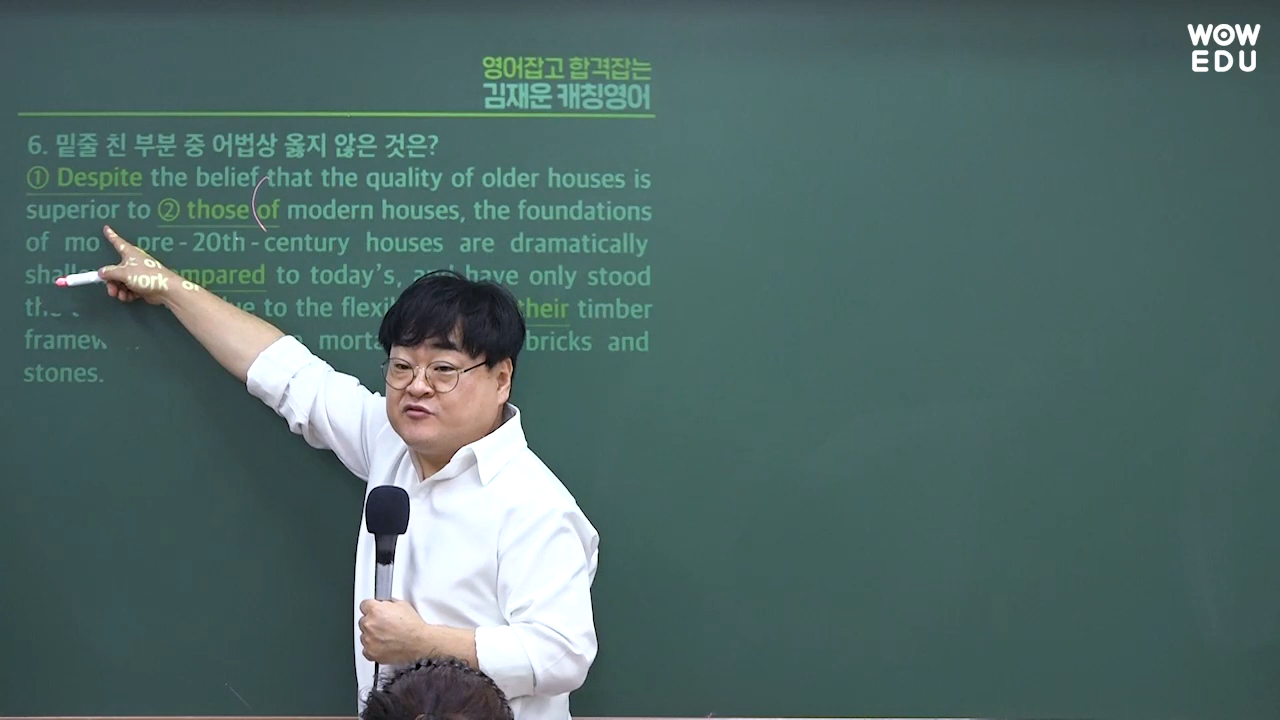 WOW
EDU
영어잡고 합격잡는
김재운 캐칭영어
6. 밑줄 친 부분 중 어법상 옳지 않은 것은?
① Despite the belief that the quality of older houses is
superior to ② those of modern houses, the foundations
of pre-20th-century houses are dramatically
to today's, and have only stood
to the their timber
bricks and
stones.